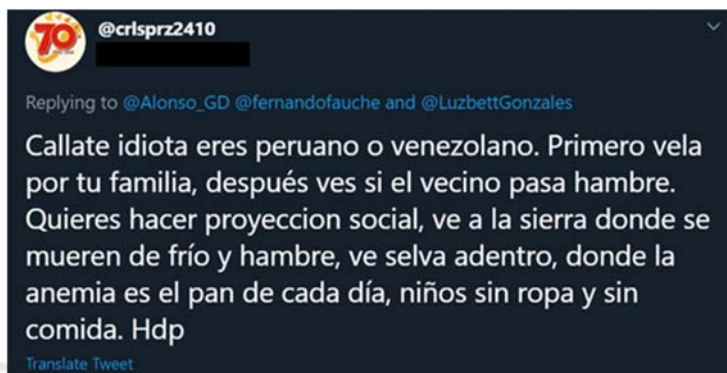 70
@crlsprz2410
Replying to @Alonso_GD @fernandofauche and @LuzbettGonzales
Callate idiota eres peruano o venezolano. Primero vela
por tu familia, después ves si el vecino pasa hambre.
Quieres hacer proyeccion social, ve a la sierra donde se
mueren de frío y hambre, ve selva adentro, donde la
anemia es el pan de cada día, niños sin ropa y sin
comida. Hdp
Translate Tweet